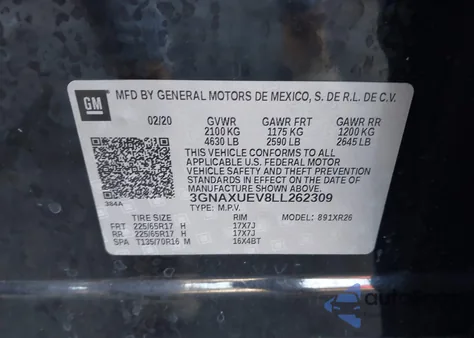 GM
MFD BY GENERAL MOTORS DE MEXICO, S. DE R.L. DE C.V.
02/20 GVWR GAWR FRT GAWR RR
2100 KG 1175 KG 1200 KG
4630 LB 2590 LB 2645 LB
THIS VEHICLE CONFORMS TO ALL
APPLICABLE U.S. FEDERAL MOTOR
VEHICLE SAFETY AND THEFT
PREVENTION STANDARDS IN EFFECT
ON THE DATE OF MANUFACTURE
SHOWN ABOVE.
384A 3GNAXUEV8LL262309
TYPE: M.P.V.
TIRE SIZE RIM MODEL: 891XR26
FRT 225/65R17 H 17X7J
RR 225/65R17 H 17X7J
SPA T135/70R16 M 16X4BT